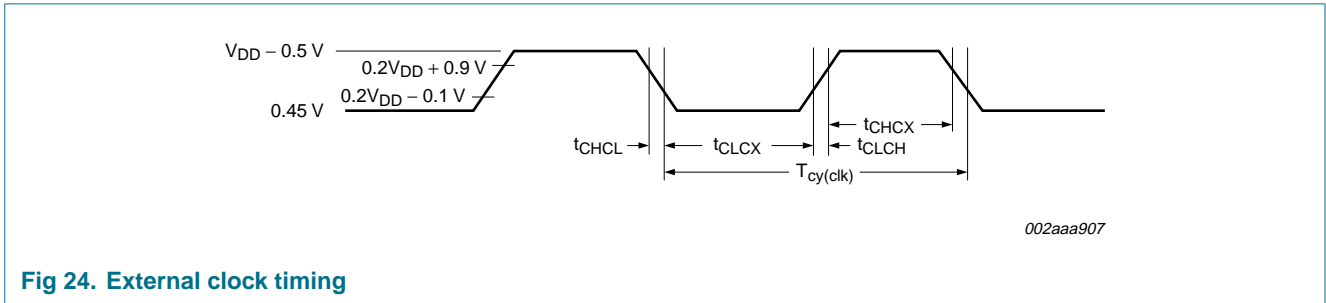 V_DD − 0.5 V
0.2V_DD + 0.9 V
0.2V_DD − 0.1 V
0.45 V
t_CHCX
t_CHCL
t_CLCX
t_CLCH
T_cy(clk)
002aaa907
Fig 24. External clock timing